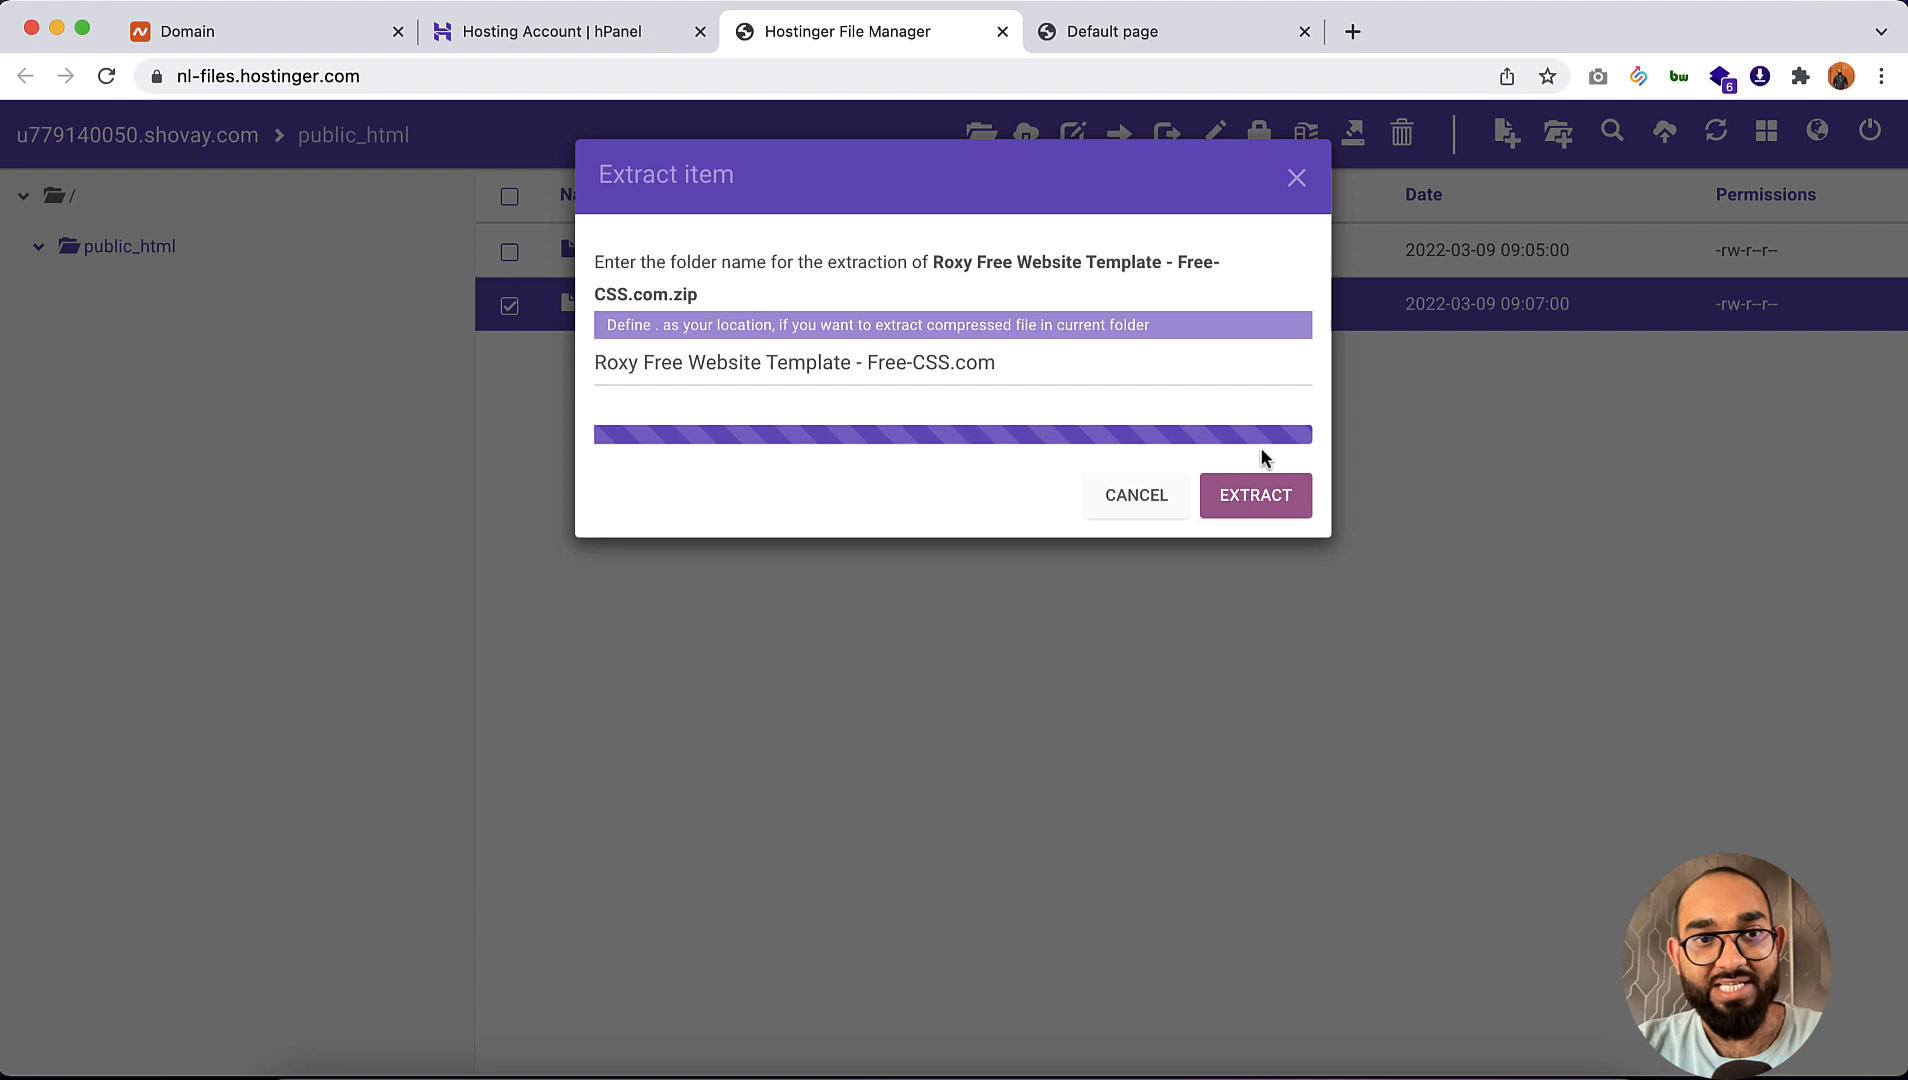 Domain
Hosting Account | hPanel
Hostinger File Manager
Default page
nl-files.hostinger.com
bw
6
u779140050.shovay.com > public_html
Extract item
/
Date
Permissions
public_html
2022-03-09 09:05:00
-rw-r--r--
Enter the folder name for the extraction of Roxy Free Website Template - Free-
CSS.com.zip
2022-03-09 09:07:00
-rw-r--r--
Define . as your location, if you want to extract compressed file in current folder
Roxy Free Website Template - Free-CSS.com
CANCEL
EXTRACT